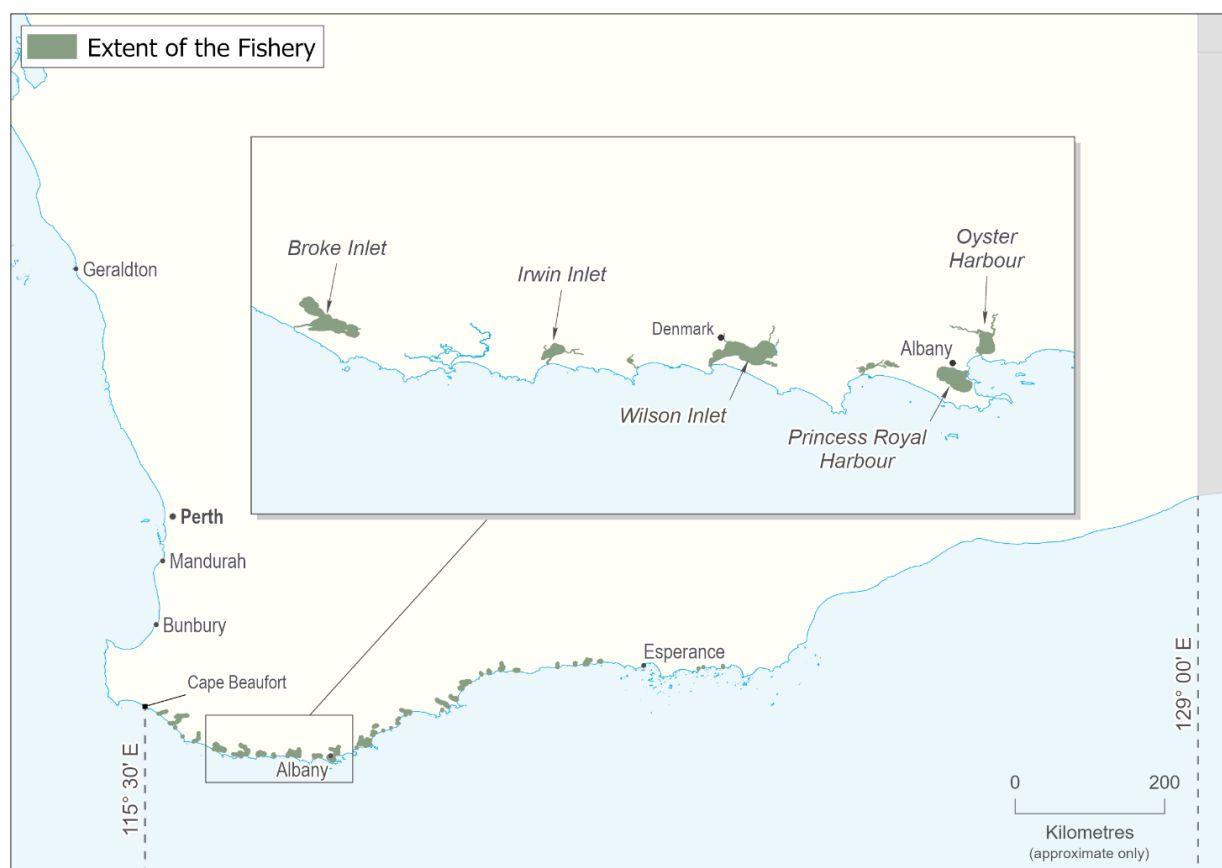 Extent of the Fishery
Broke Inlet
Irwin Inlet
Oyster
Harbour
Denmark
Albany
Wilson Inlet
Princess Royal
Harbour
Geraldton
Perth
Mandurah
Bunbury
Cape Beaufort
Esperance
Albany
115° 30' E
129° 00' E
0 200
Kilometres
(approximate only)